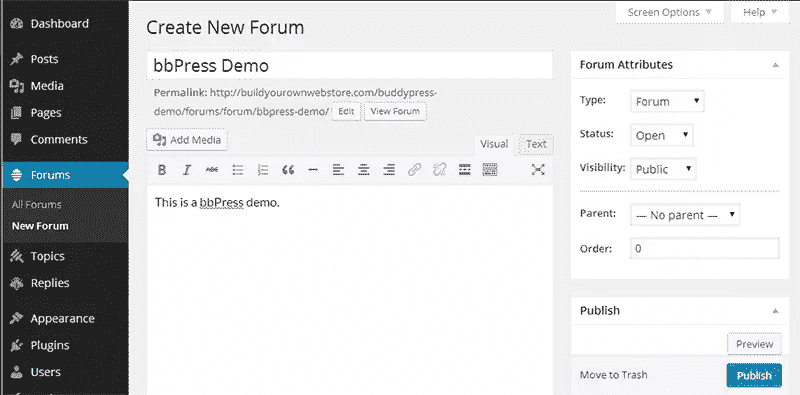 Dashboard
Posts
Media
Pages
Comments
Forums
All Forums
New Forum
Topics
Replies
Appearance
Plugins
Users
Screen Options
Help
Create New Forum
bbPress Demo
Permalink: http://buildyourownwebstore.com/buddypress-
demo/forums/forum/bbpress-demo/ Edit View Forum
Add Media
Visual Text
B I ABC
This is a bbPress demo.
Forum Attributes
Type: Forum
Status: Open
Visibility: Public
Parent: — No parent —
Order: 0
Publish
Preview
Move to Trash Publish